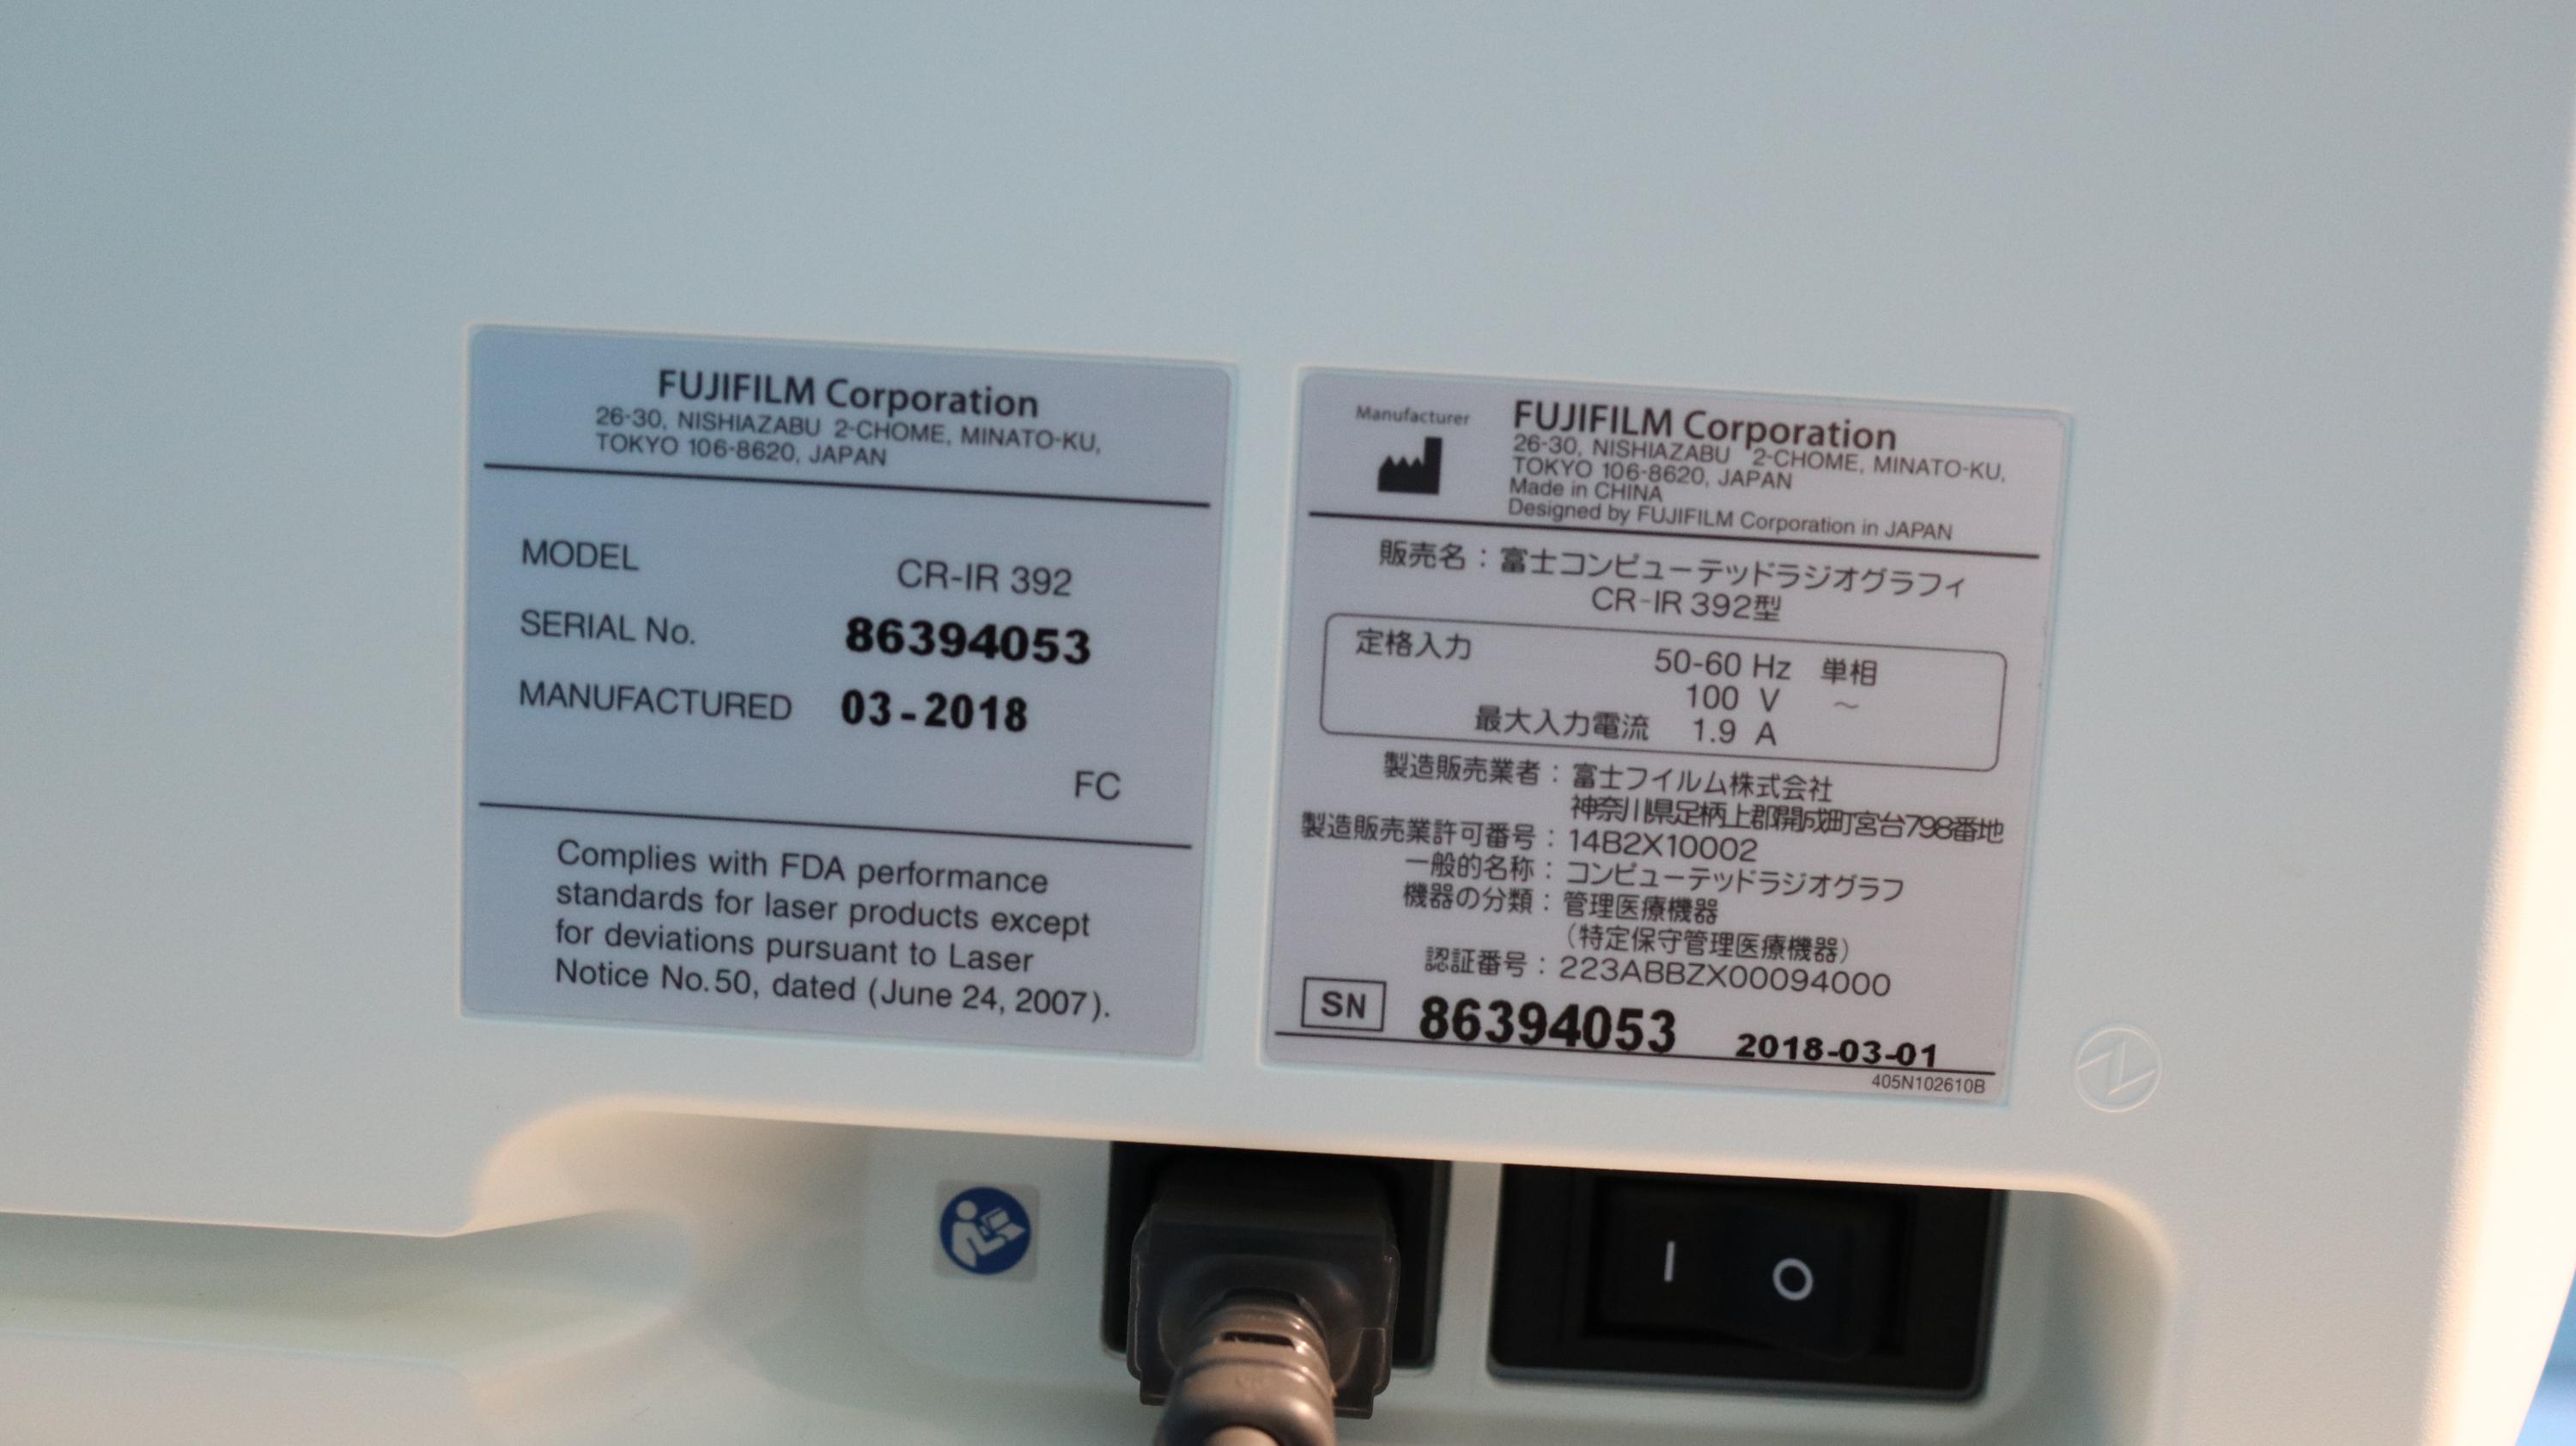 FUJIFILM Corporation
26-30, NISHIAZABU 2-CHOME, MINATO-KU,
TOKYO 106-8620, JAPAN
MODEL CR-IR 392
SERIAL No. 86394053
MANUFACTURED 03-2018
FC
Complies with FDA performance
standards for laser products except
for deviations pursuant to Laser
Notice No.50, dated (June 24, 2007).
Manufacturer
FUJIFILM Corporation
26-30, NISHIAZABU 2-CHOME, MINATO-KU,
TOKYO 106-8620, JAPAN
Made in CHINA
Designed by FUJIFILM Corporation in JAPAN
販売名：富士コンピューテッドラジオグラフィ
CR-IR 392型
定格入力 50-60 Hz 単相
100 V ～
最大入力電流 1.9 A
製造販売業者：富士フイルム株式会社
神奈川県足柄上郡開成町宮台798番地
製造販売業許可番号：14B2X10002
一般的名称：コンピューテッドラジオグラフ
機器の分類：管理医療機器
（特定保守管理医療機器）
認証番号：223ABBZX00094000
SN 86394053 2018-03-01
405N102610B